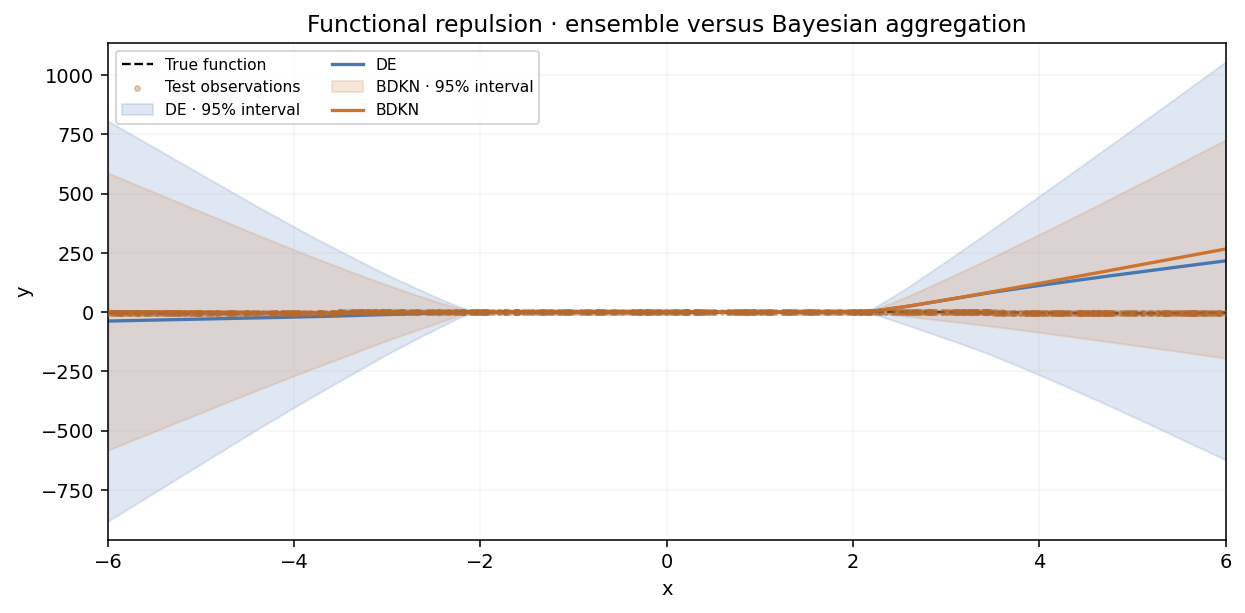 Functional repulsion · ensemble versus Bayesian aggregation
True function
Test observations
DE · 95% interval
DE
BDKN · 95% interval
BDKN
y
1000
750
500
250
0
−250
−500
−750
−6
−4
−2
0
2
4
6
x